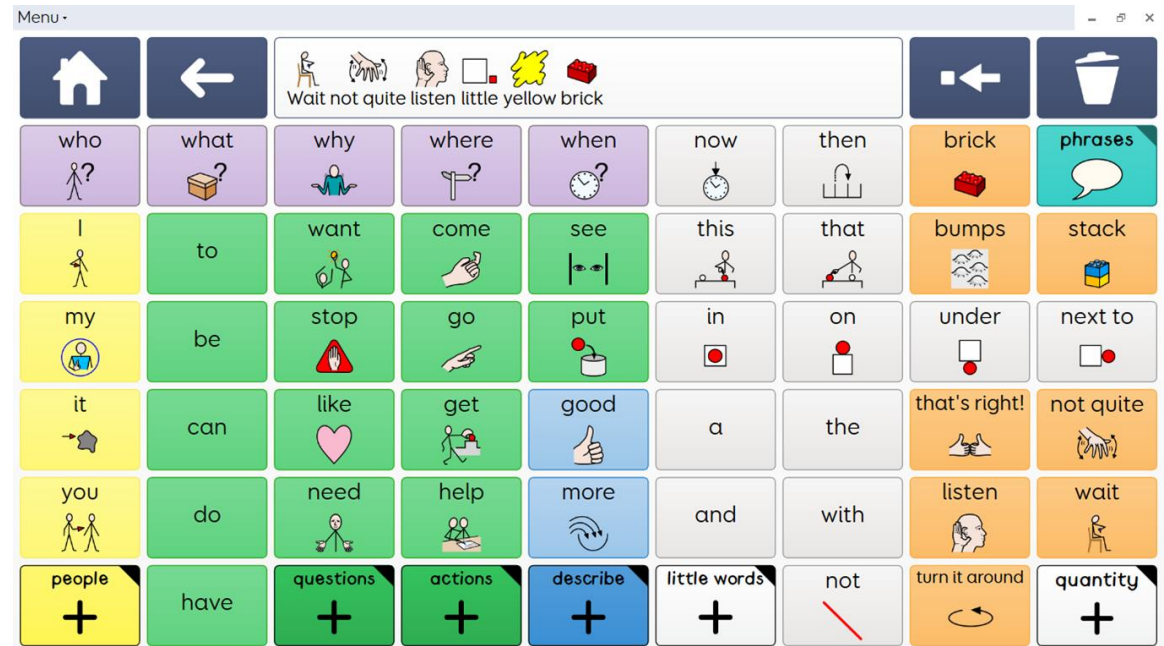 Menu
Wait not quite listen little yellow brick
who what why where when now then brick phrases
? ? ? ?
I to want come see this that bumps stack
my be stop go put in on under next to
it can like get good a the that's right! not quite
you do need help more and with listen wait
people have questions actions describe little words not turn it around quantity
+ + + + + +